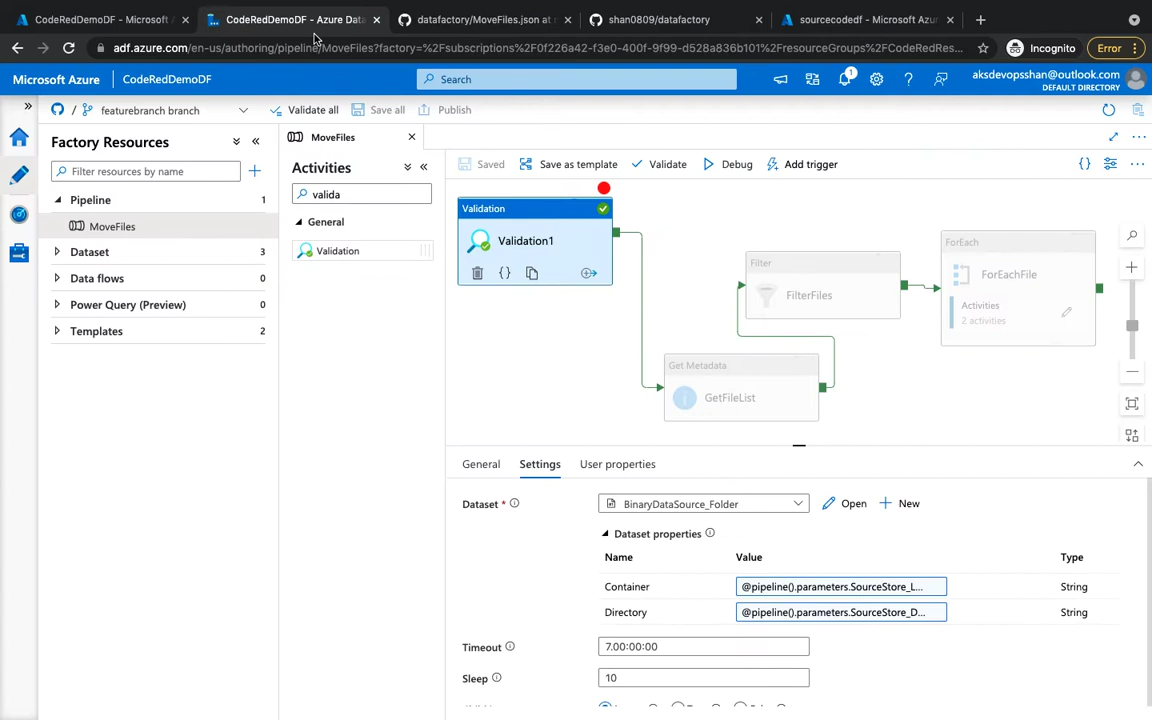 CodeRedDemoDF - Microsoft A
CodeRedDemoDF - Azure Data
datafactory/MoveFiles.json at m
shan0809/datafactory
sourcecodedf - Microsoft Azur
adf.azure.com/en-us/authoring/pipeline/MoveFiles?factory=%2Fsubscriptions%2F0f226a42-f3e0-400f-9f99-d528a836b101%2FresourceGroups%2FCodeRedRes...
Incognito
Error
Microsoft Azure
CodeRedDemoDF
Search
1
aksdevopsshan@outlook.com
DEFAULT DIRECTORY
/
featurebranch branch
Validate all
Save all
Publish
Factory Resources
Filter resources by name
Pipeline 1
MoveFiles
Dataset 3
Data flows 0
Power Query (Preview) 0
Templates 2
MoveFiles
Activities
valida
General
Validation
Saved
Save as template
Validate
Debug
Add trigger
Validation
Validation1
Filter
FilterFiles
ForEach
ForEachFile
Activities
2 activities
Get Metadata
GetFileList
General
Settings
User properties
Dataset *
BinaryDataSource_Folder
Open
New
Dataset properties
Name Value Type
Container @pipeline().parameters.SourceStore_L... String
Directory @pipeline().parameters.SourceStore_D... String
Timeout 7.00:00:00
Sleep 10